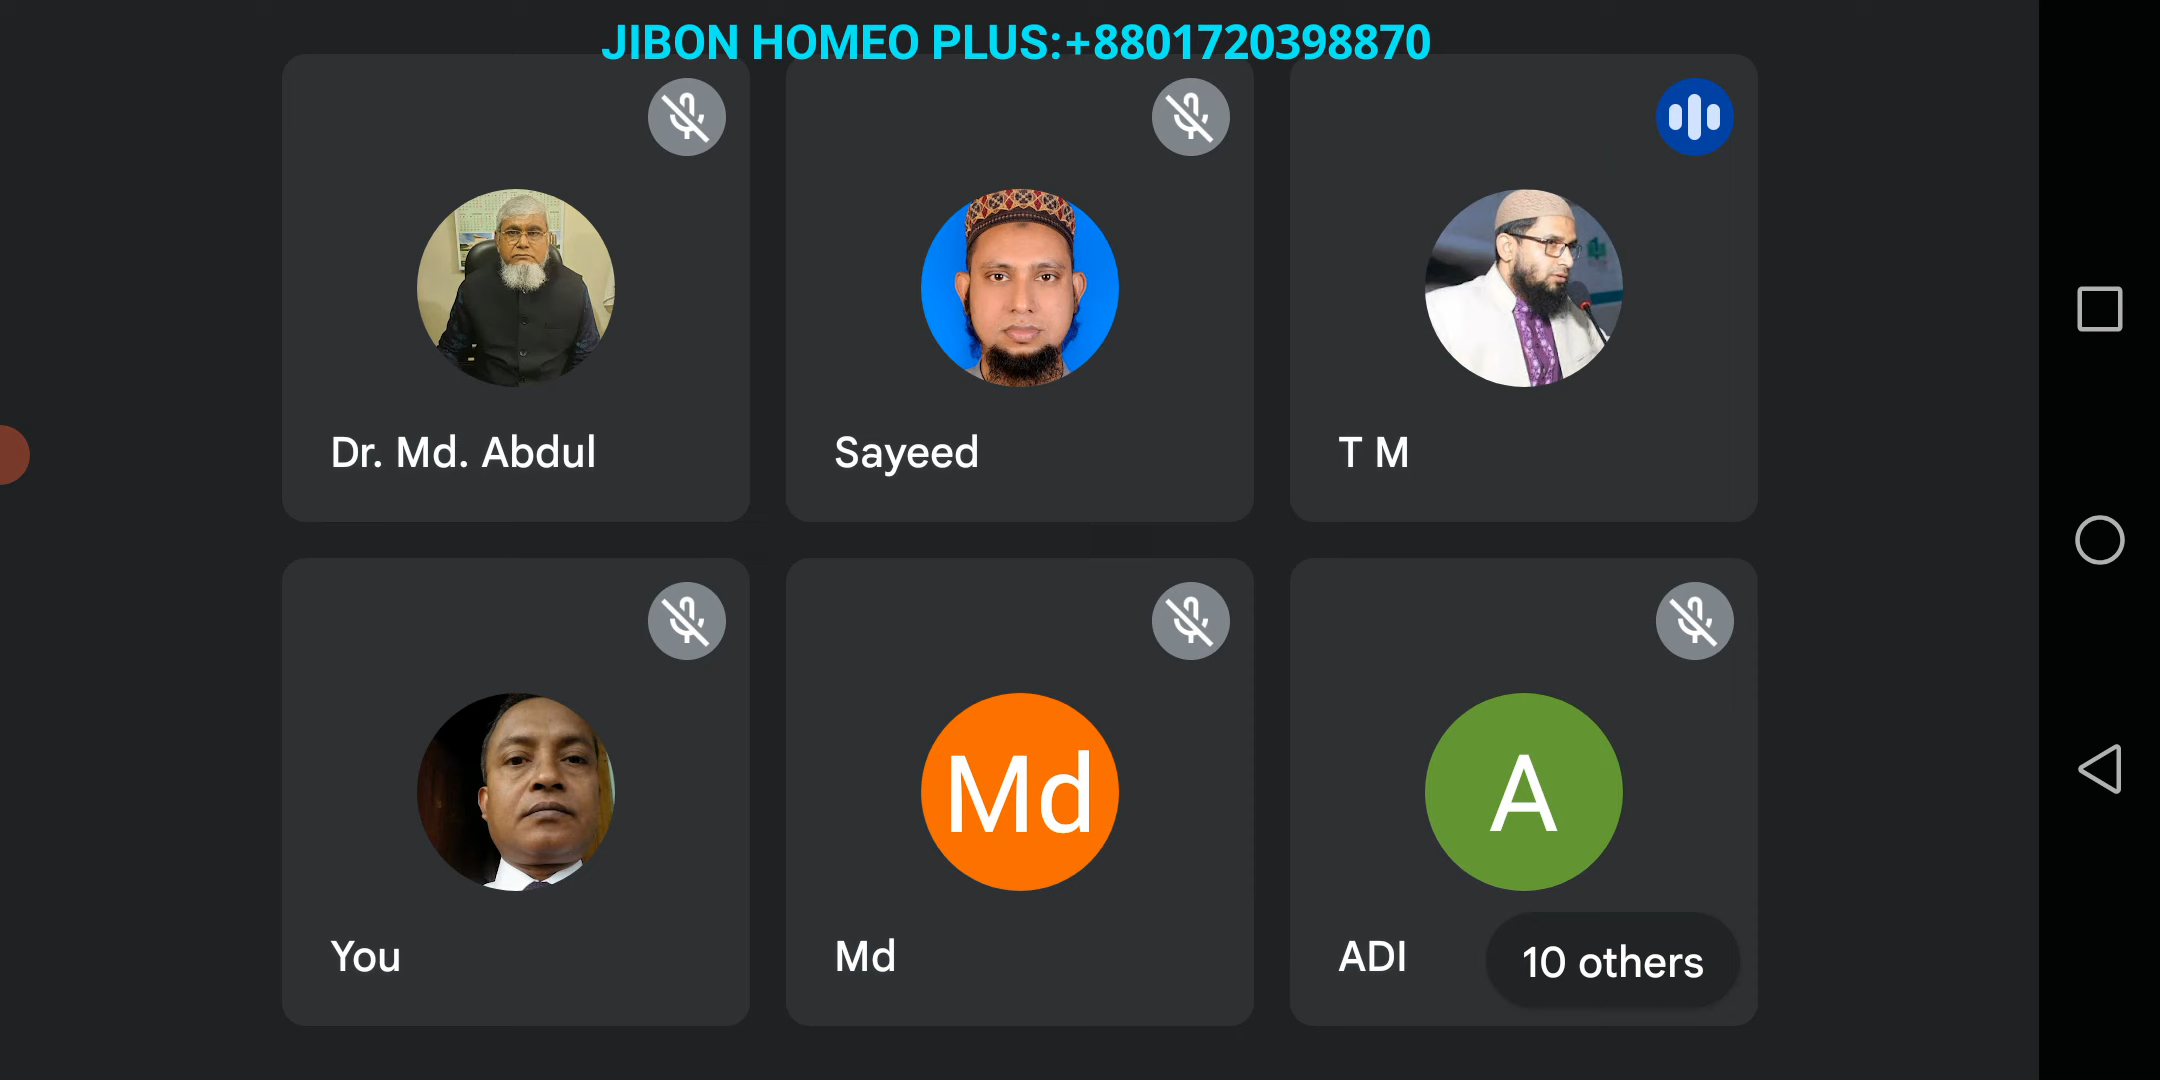 JIBON HOMEO PLUS:+8801720398870
Dr. Md. Abdul
Sayeed
T M
You
Md
Md
A
ADI
10 others